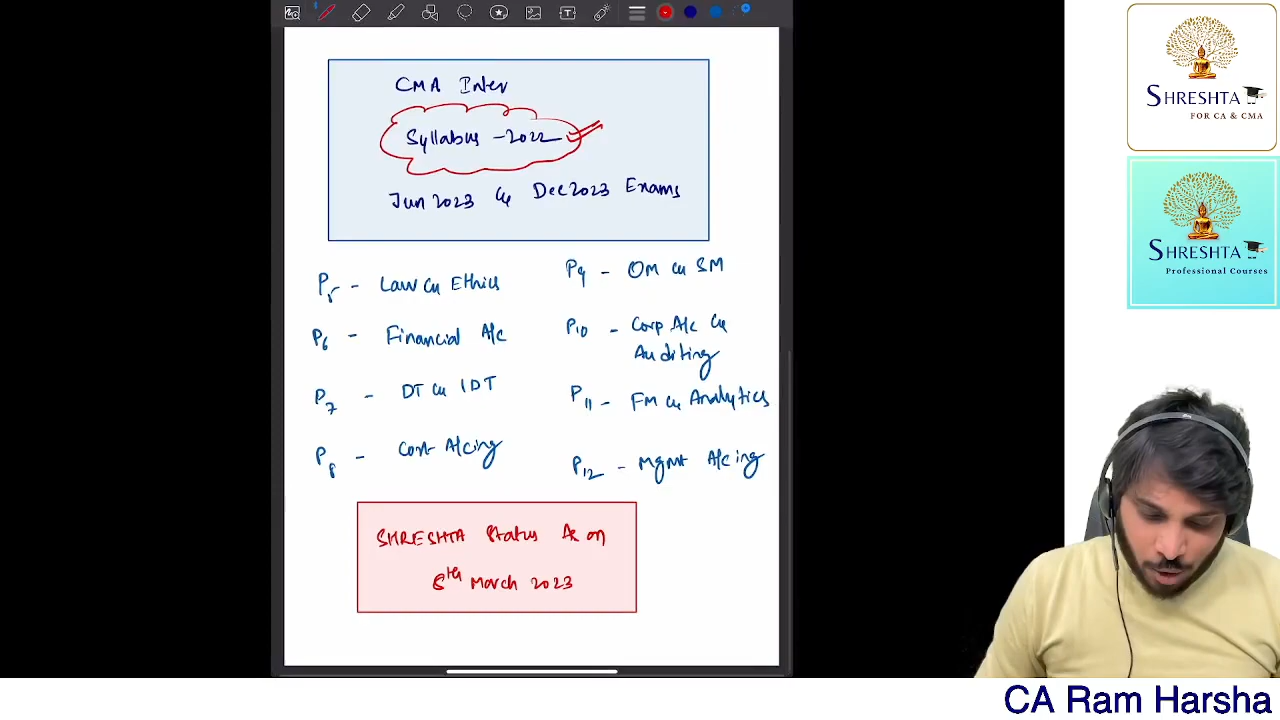 CMA Inter
Syllabus - 2022
Jun 2023 & Dec 2023 Exams
P5 - Law & Ethics
P6 - Financial A/c
P7 - DT & IDT
P8 - Cost A/cing
P9 - OM & SM
P10 - Corp A/c &
Auditing
P11 - FM & Analytics
P12 - Mgmt A/cing
SHRESHTA Status As on
8th March 2023
SHRESHTA
FOR CA & CMA
SHRESHTA
Professional Courses
CA Ram Harsha